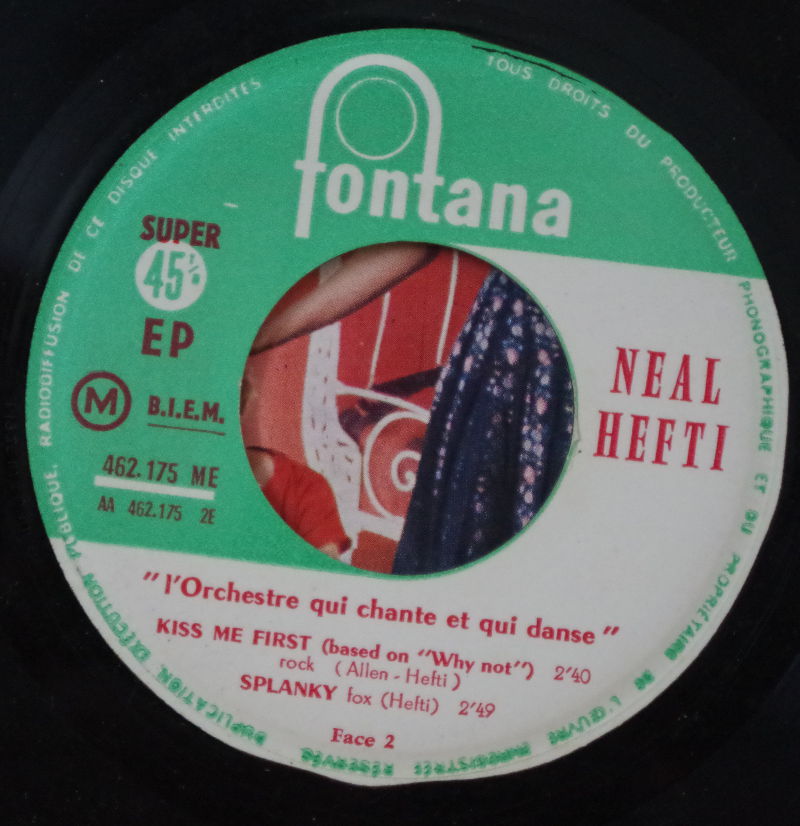 fontana
SUPER
45 t/m
EP
M
B.I.E.M.
462.175 ME
AA 462.175 2E
NEAL
HEFTI
"l'Orchestre qui chante et qui danse"
KISS ME FIRST (based on "Why not") 2'40
rock (Allen - Hefti)
SPLANKY fox (Hefti) 2'49
Face 2
TOUS DROITS DU PRODUCTEUR PHONOGRAPHIQUE ET DU PROPRIÉTAIRE DE L'ŒUVRE ENREGISTRÉE RÉSERVÉS. DUPLICATION, EXÉCUTION PUBLIQUE, RADIODIFFUSION DE CE DISQUE INTERDITES